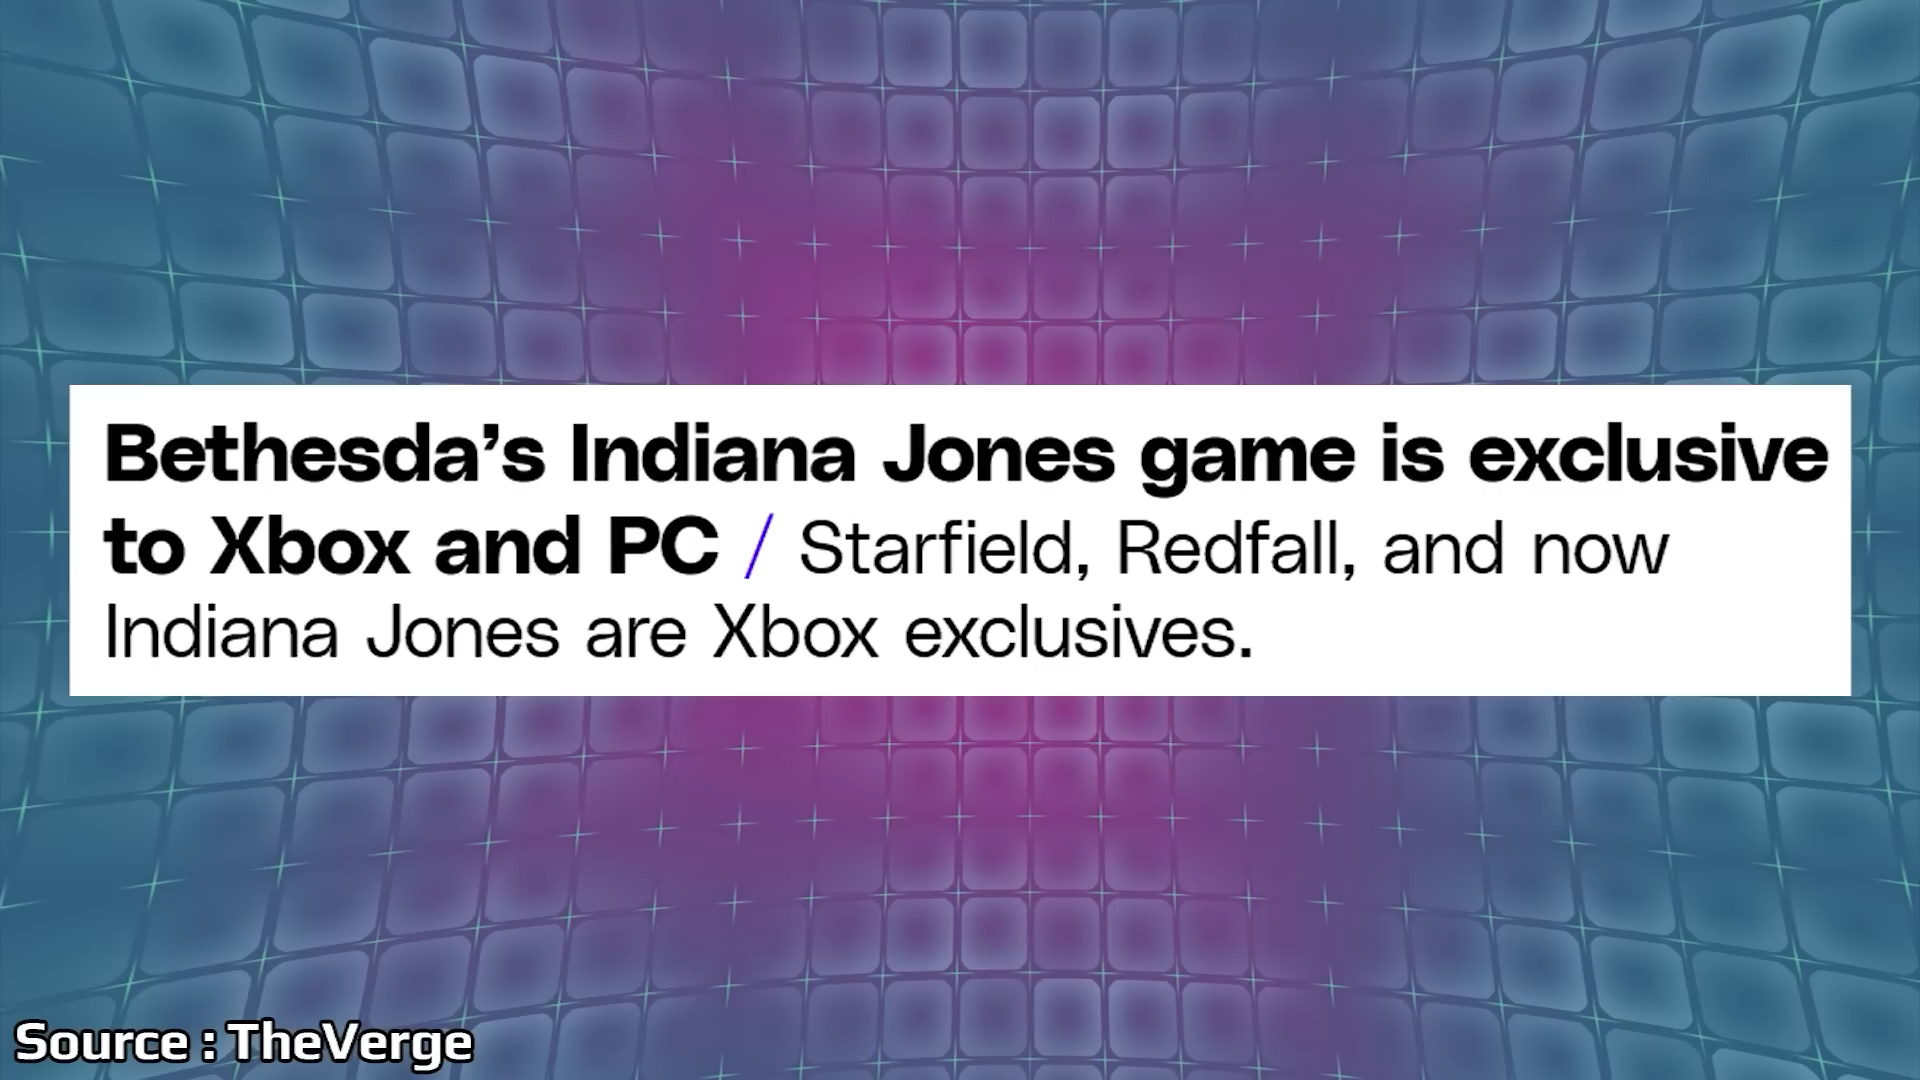 Bethesda’s Indiana Jones game is exclusive
to Xbox and PC / Starfield, Redfall, and now
Indiana Jones are Xbox exclusives.
Source : TheVerge